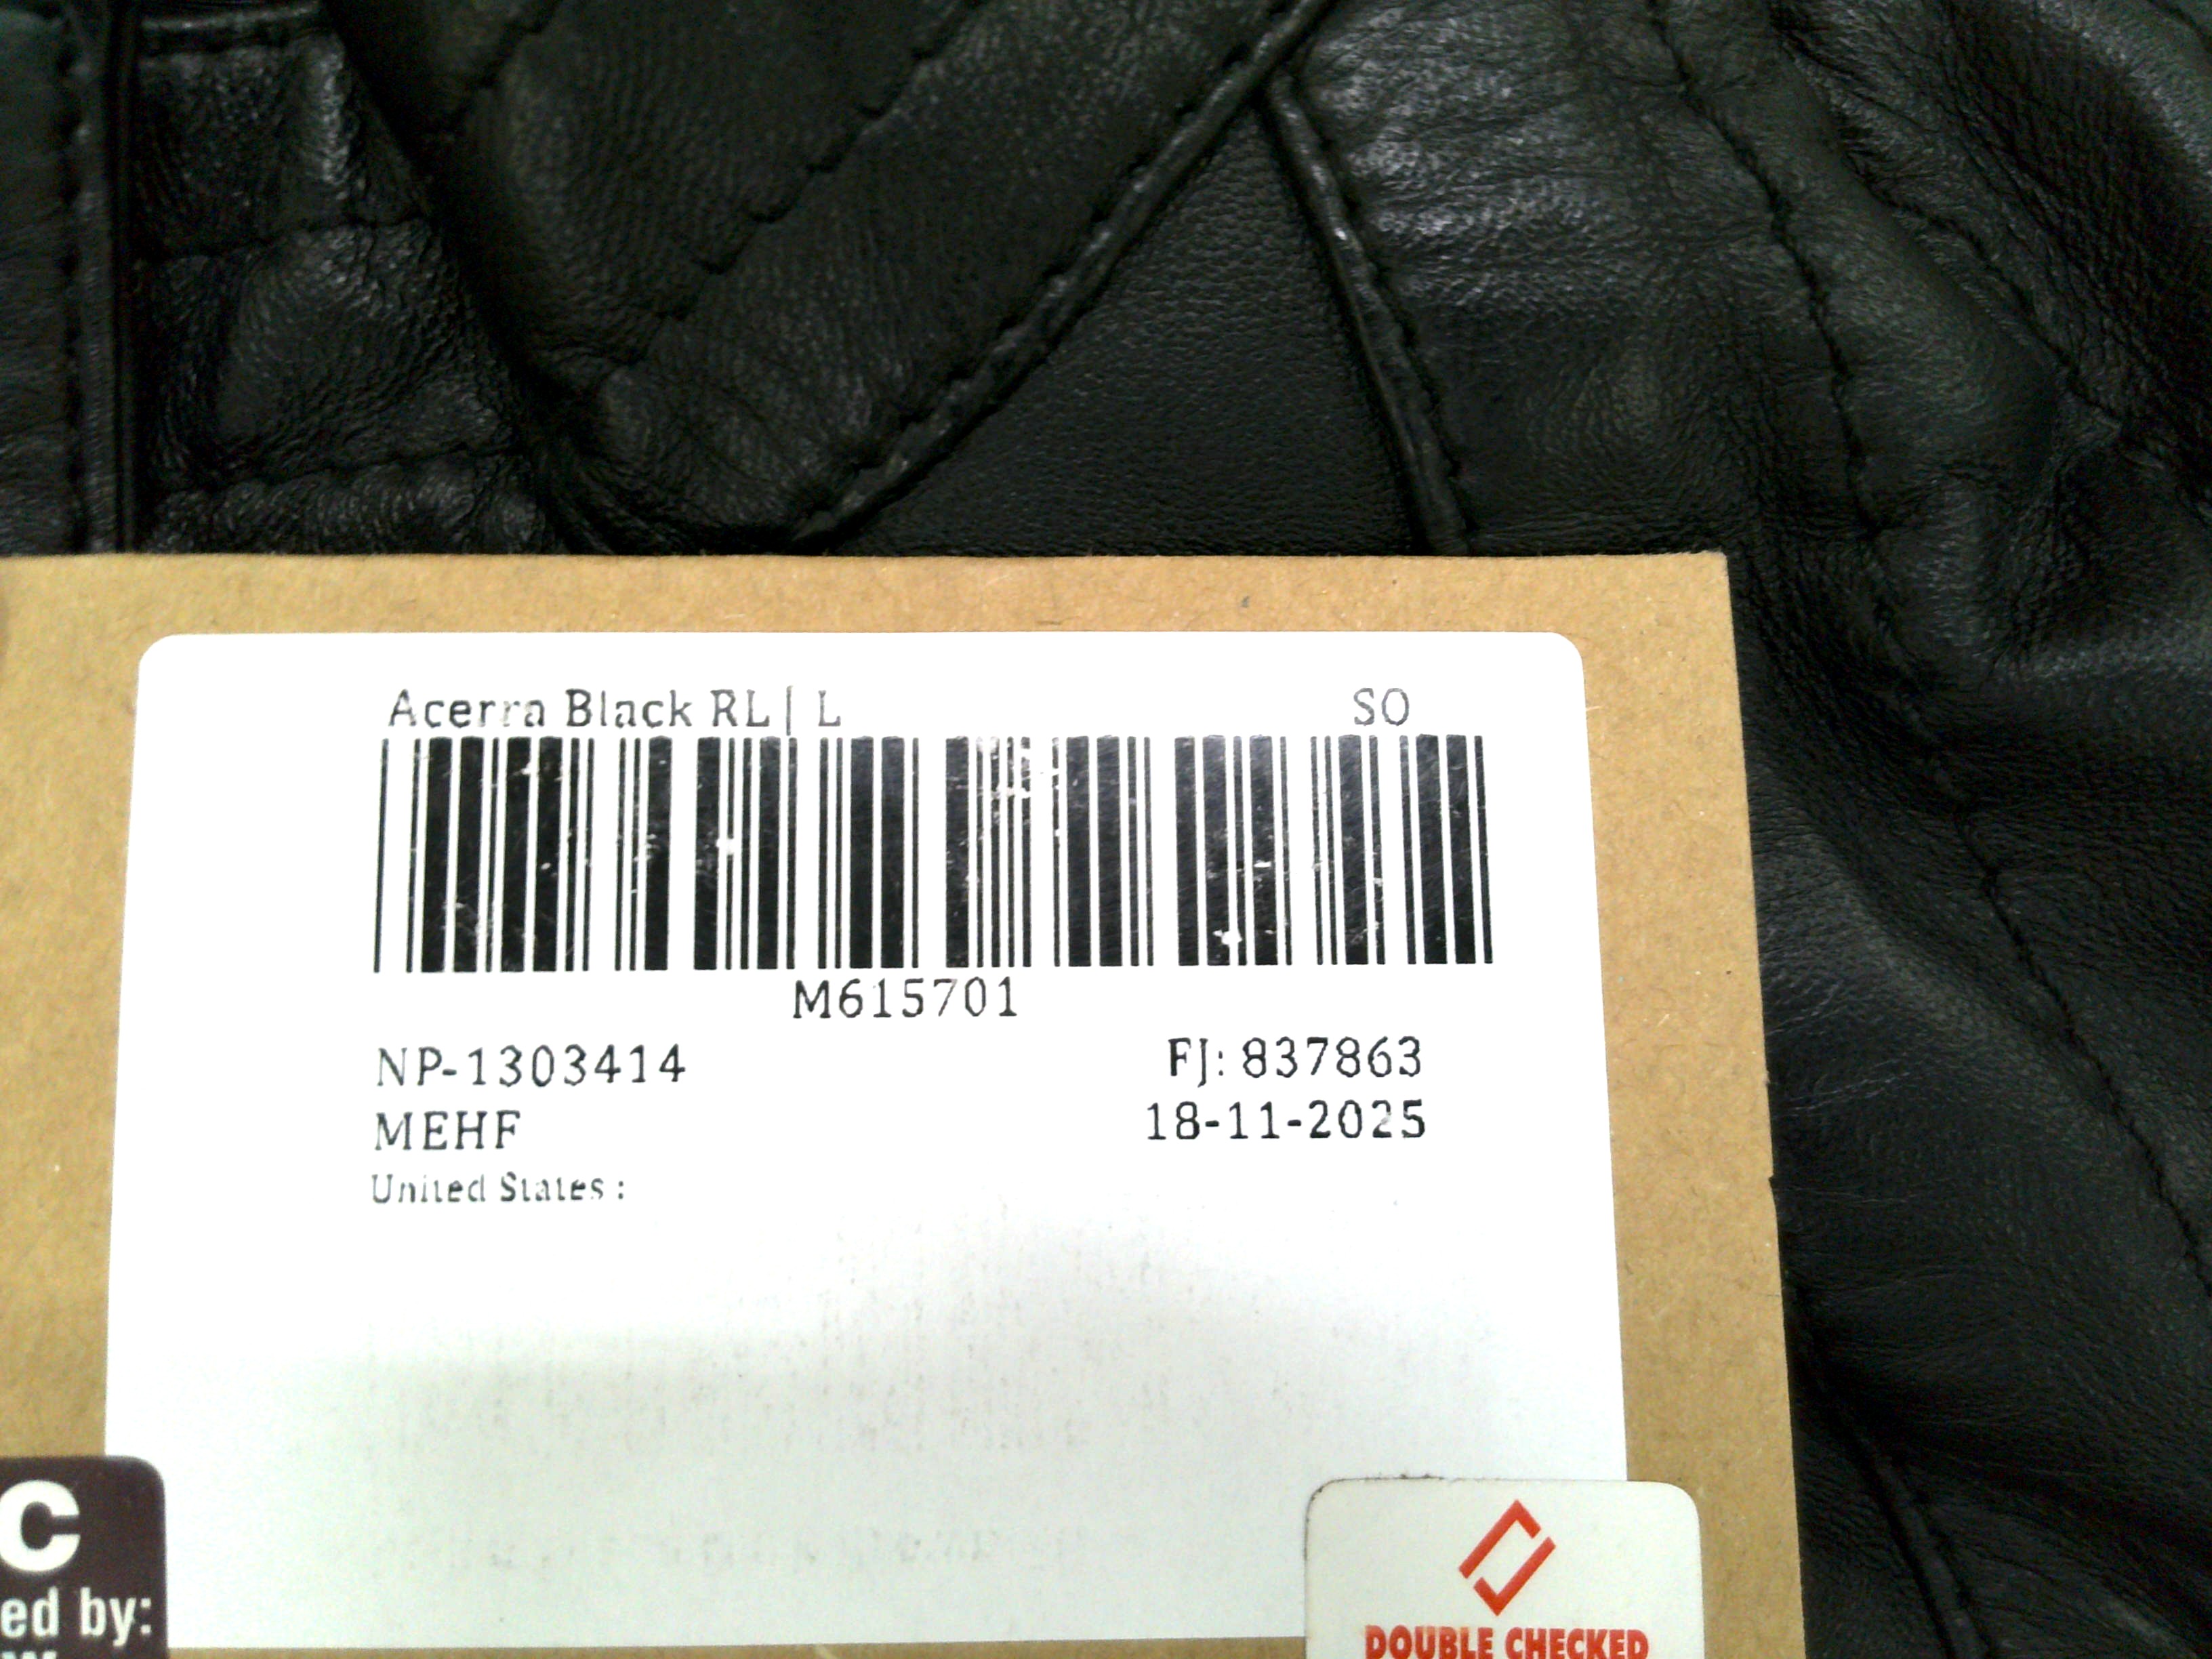 Acerra Black RL| L SO
M615701
NP-1303414 FJ: 837863
MEHF 18-11-2025
United States :
C
ed by:
DOUBLE CHECKED